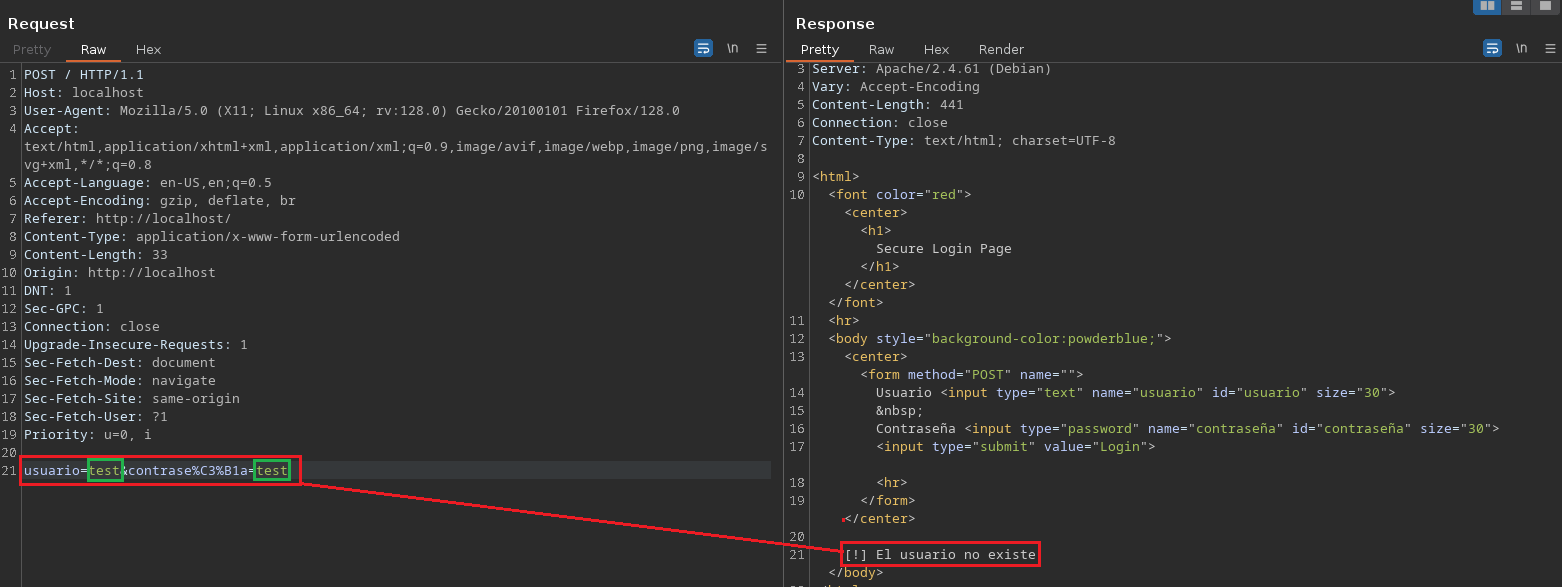 Request
Pretty Raw Hex \n
1 POST / HTTP/1.1
2 Host: localhost
3 User-Agent: Mozilla/5.0 (X11; Linux x86_64; rv:128.0) Gecko/20100101 Firefox/128.0
4 Accept:
text/html,application/xhtml+xml,application/xml;q=0.9,image/avif,image/webp,image/png,image/s
vg+xml,*/*;q=0.8
5 Accept-Language: en-US,en;q=0.5
6 Accept-Encoding: gzip, deflate, br
7 Referer: http://localhost/
8 Content-Type: application/x-www-form-urlencoded
9 Content-Length: 33
10 Origin: http://localhost
11 DNT: 1
12 Sec-GPC: 1
13 Connection: close
14 Upgrade-Insecure-Requests: 1
15 Sec-Fetch-Dest: document
16 Sec-Fetch-Mode: navigate
17 Sec-Fetch-Site: same-origin
18 Sec-Fetch-User: ?1
19 Priority: u=0, i
20
21 usuario=test&contrase%C3%B1a=test
Response
Pretty Raw Hex Render \n
3 Server: Apache/2.4.61 (Debian)
4 Vary: Accept-Encoding
5 Content-Length: 441
6 Connection: close
7 Content-Type: text/html; charset=UTF-8
8
9 <html>
10 <font color="red">
<center>
<h1>
Secure Login Page
</h1>
</center>
</font>
11 <hr>
12 <body style="background-color:powderblue;">
13 <center>
<form method="POST" name="">
14 Usuario <input type="text" name="usuario" id="usuario" size="30">
15 &nbsp;
16 Contraseña <input type="password" name="contraseña" id="contraseña" size="30">
17 <input type="submit" value="Login">
18 <hr>
19 </form>
</center>
20
21 [!] El usuario no existe
</body>